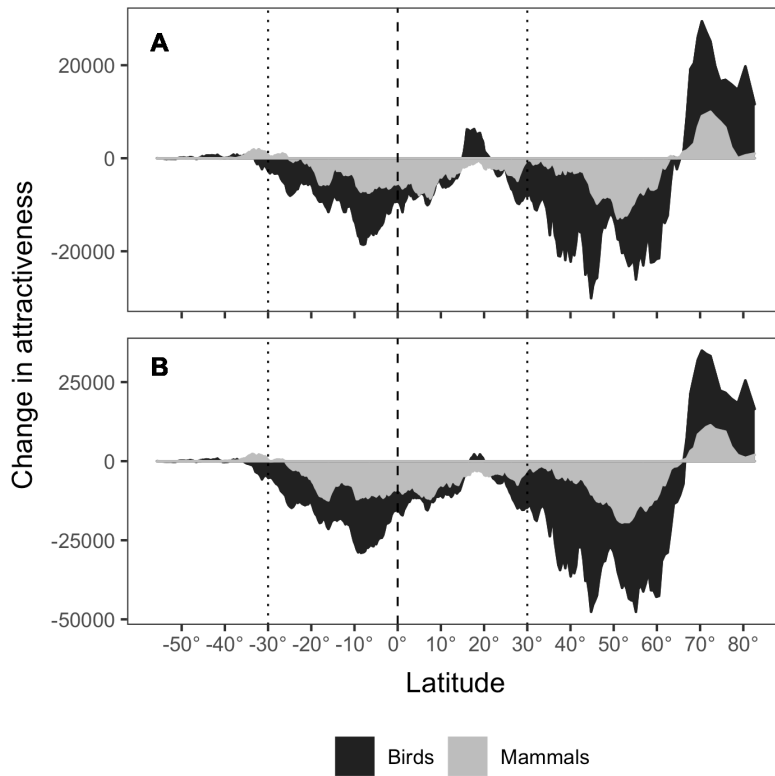 A
20000
0
-20000
B
25000
0
-25000
-50000
Change in attractiveness
-50° -40° -30° -20° -10° 0° 10° 20° 30° 40° 50° 60° 70° 80°
Latitude
Birds Mammals